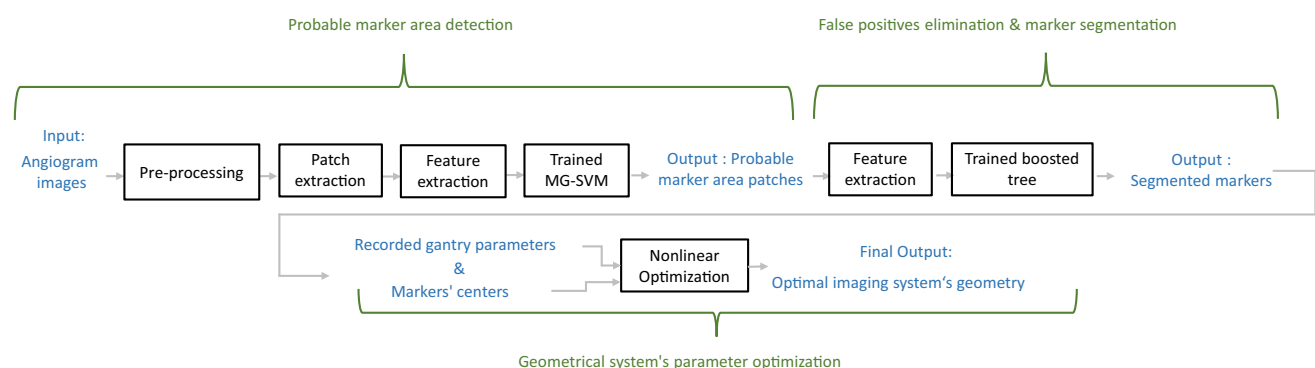 Probable marker area detection
False positives elimination & marker segmentation
Input:
Angiogram
images
Pre-processing
Patch
extraction
Feature
extraction
Trained
MG-SVM
Output : Probable
marker area patches
Feature
extraction
Trained boosted
tree
Output :
Segmented markers
Recorded gantry parameters
&
Markers' centers
Nonlinear
Optimization
Final Output:
Optimal imaging system‘s geometry
Geometrical system's parameter optimization